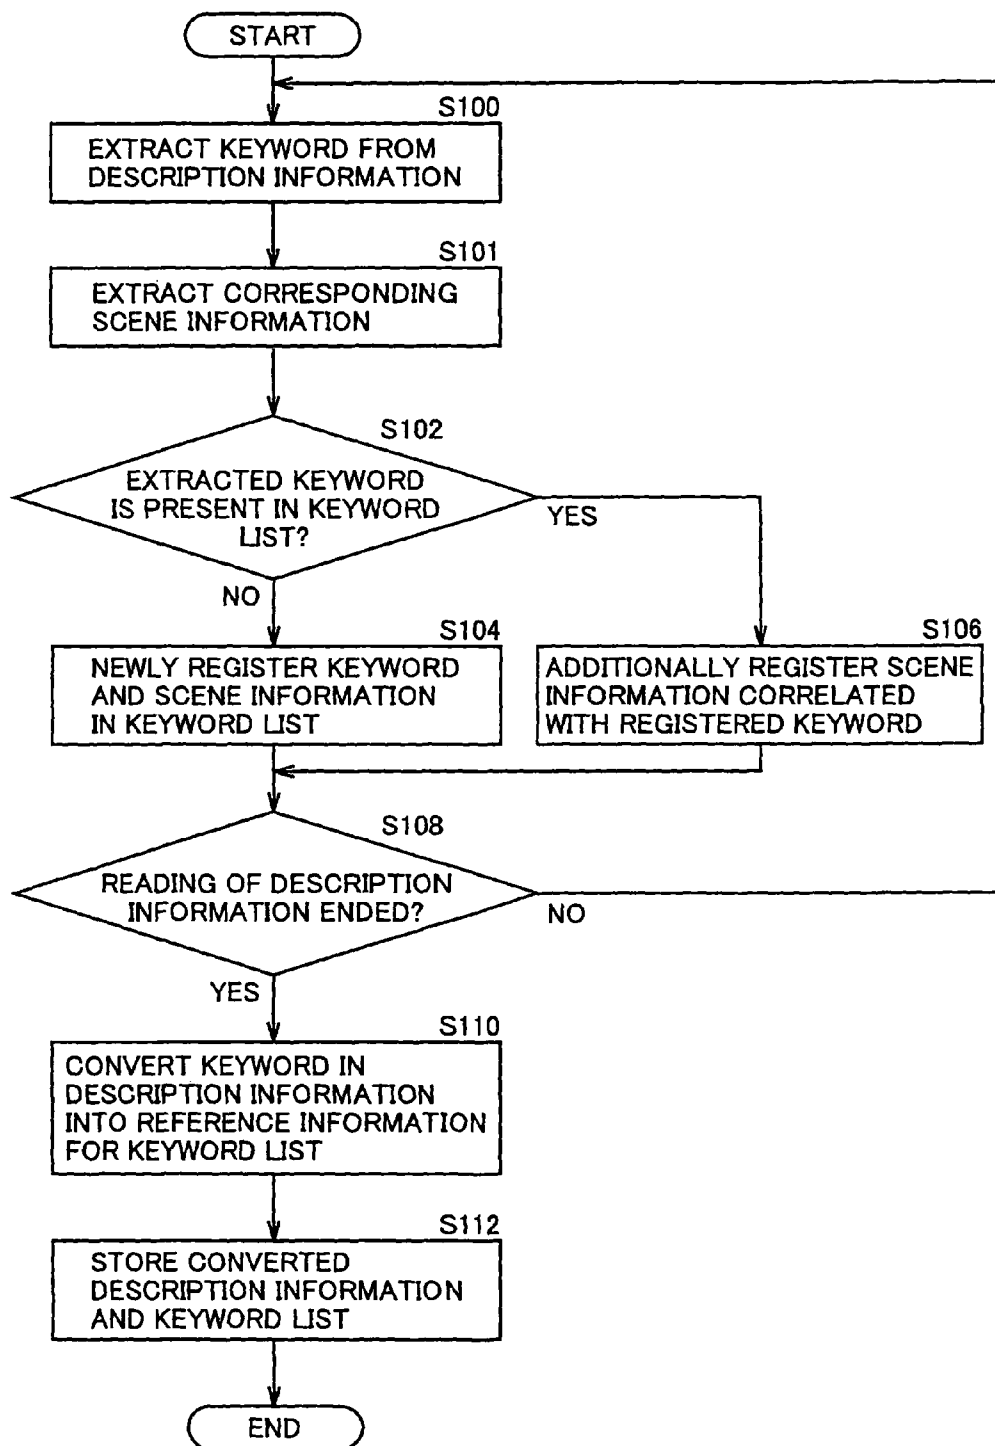 START
S100
EXTRACT KEYWORD FROM
DESCRIPTION INFORMATION
S101
EXTRACT CORRESPONDING
SCENE INFORMATION
S102
EXTRACTED KEYWORD
IS PRESENT IN KEYWORD
LIST?
YES
NO
S104
NEWLY REGISTER KEYWORD
AND SCENE INFORMATION
IN KEYWORD LIST
S106
ADDITIONALLY REGISTER SCENE
INFORMATION CORRELATED
WITH REGISTERED KEYWORD
S108
READING OF DESCRIPTION
INFORMATION ENDED?
NO
YES
S110
CONVERT KEYWORD IN
DESCRIPTION INFORMATION
INTO REFERENCE INFORMATION
FOR KEYWORD LIST
S112
STORE CONVERTED
DESCRIPTION INFORMATION
AND KEYWORD LIST
END